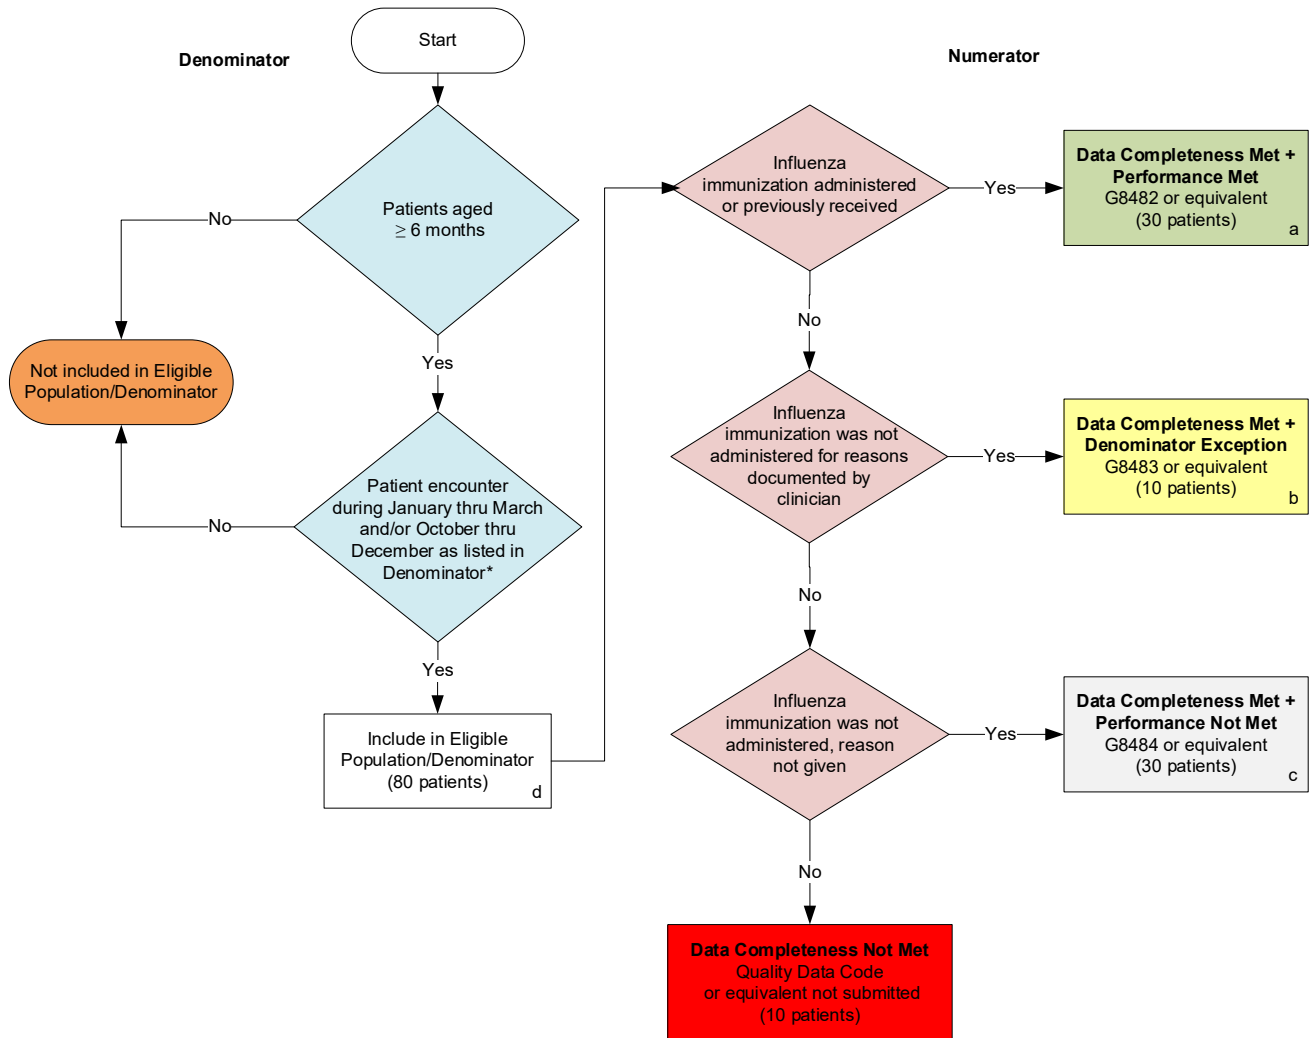 Start
Denominator
Patients aged
≥ 6 months
No
Yes
Not included in Eligible
Population/Denominator
Patient encounter
during January thru March
and/or October thru
December as listed in
Denominator*
No
Yes
Include in Eligible
Population/Denominator
(80 patients)
d
Numerator
Influenza
immunization administered
or previously received
Yes
Data Completeness Met +
Performance Met
G8482 or equivalent
(30 patients)
a
No
Influenza
immunization was not
administered for reasons
documented by
clinician
Yes
Data Completeness Met +
Denominator Exception
G8483 or equivalent
(10 patients)
b
No
Influenza
immunization was not
administered, reason
not given
Yes
Data Completeness Met +
Performance Not Met
G8484 or equivalent
(30 patients)
c
No
Data Completeness Not Met
Quality Data Code
or equivalent not submitted
(10 patients)